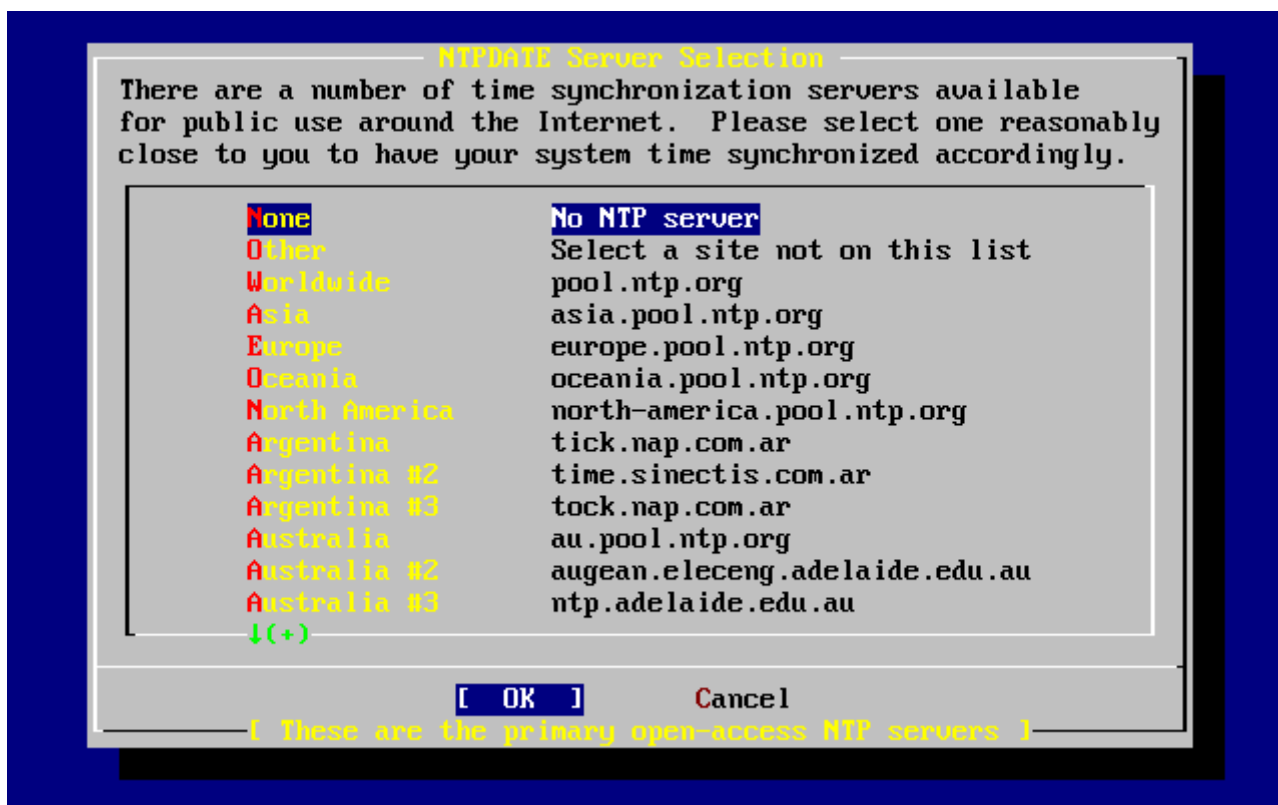 NTPDATE Server Selection
There are a number of time synchronization servers available
for public use around the Internet.  Please select one reasonably
close to you to have your system time synchronized accordingly.
None No NTP server
Other Select a site not on this list
Worldwide pool.ntp.org
Asia asia.pool.ntp.org
Europe europe.pool.ntp.org
Oceania oceania.pool.ntp.org
North America north-america.pool.ntp.org
Argentina tick.nap.com.ar
Argentina #2 time.sinectis.com.ar
Argentina #3 tock.nap.com.ar
Australia au.pool.ntp.org
Australia #2 augean.eleceng.adelaide.edu.au
Australia #3 ntp.adelaide.edu.au
↓(+)
[ OK ] Cancel
[ These are the primary open-access NTP servers ]